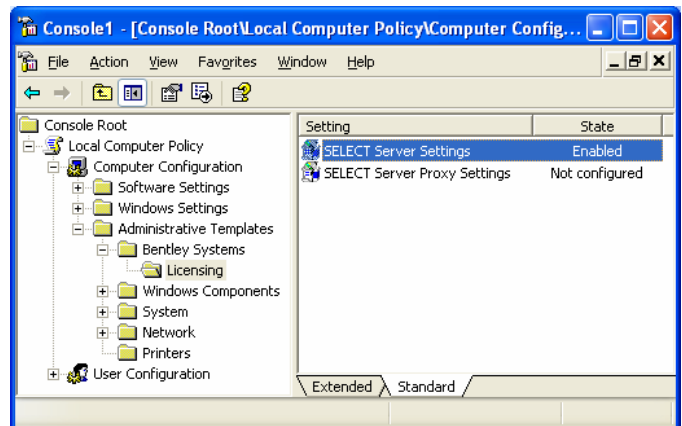 Console1 - [Console Root\Local Computer Policy\Computer Config...
File Action View Favorites Window Help
Console Root
Local Computer Policy
Computer Configuration
Software Settings
Windows Settings
Administrative Templates
Bentley Systems
Licensing
Windows Components
System
Network
Printers
User Configuration
Setting State
SELECT Server Settings Enabled
SELECT Server Proxy Settings Not configured
Extended Standard